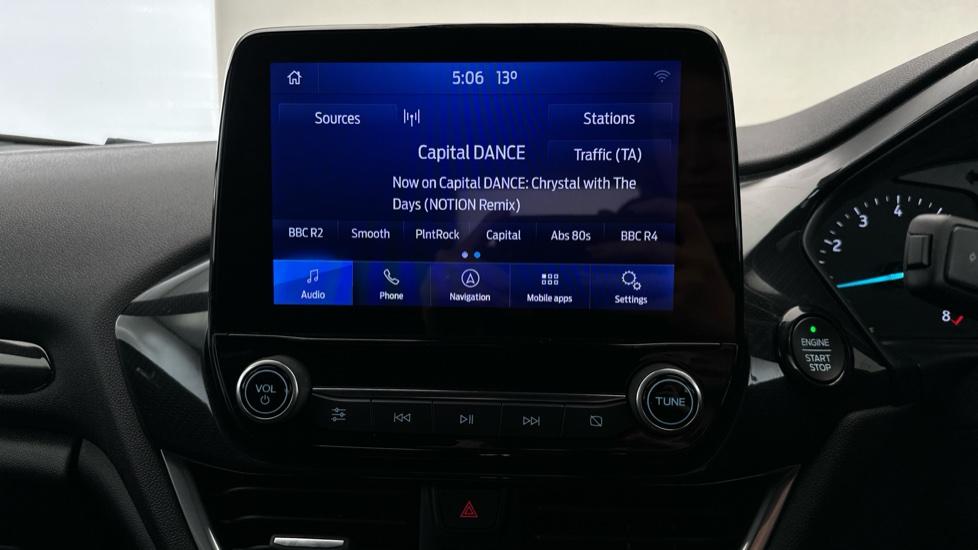 5:06 13°
Sources
Stations
Capital DANCE
Traffic (TA)
Now on Capital DANCE: Chrystal with The
Days (NOTION Remix)
BBC R2 Smooth PlntRock Capital Abs 80s BBC R4
Audio Phone Navigation Mobile apps Settings
VOL
TUNE
ENGINE
START
STOP
2
3
4
8